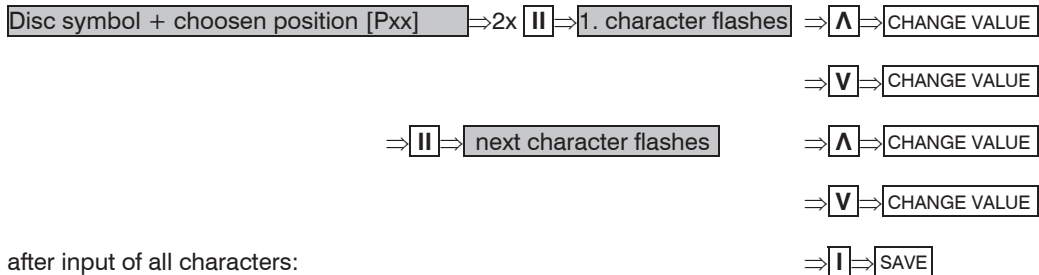 Disc symbol + choosen position [Pxx] ⇒2x II ⇒ 1. character flashes ⇒ Λ ⇒ CHANGE VALUE
⇒ V ⇒ CHANGE VALUE
⇒ II ⇒ next character flashes ⇒ Λ ⇒ CHANGE VALUE
⇒ V ⇒ CHANGE VALUE
after input of all characters: ⇒ I ⇒ SAVE